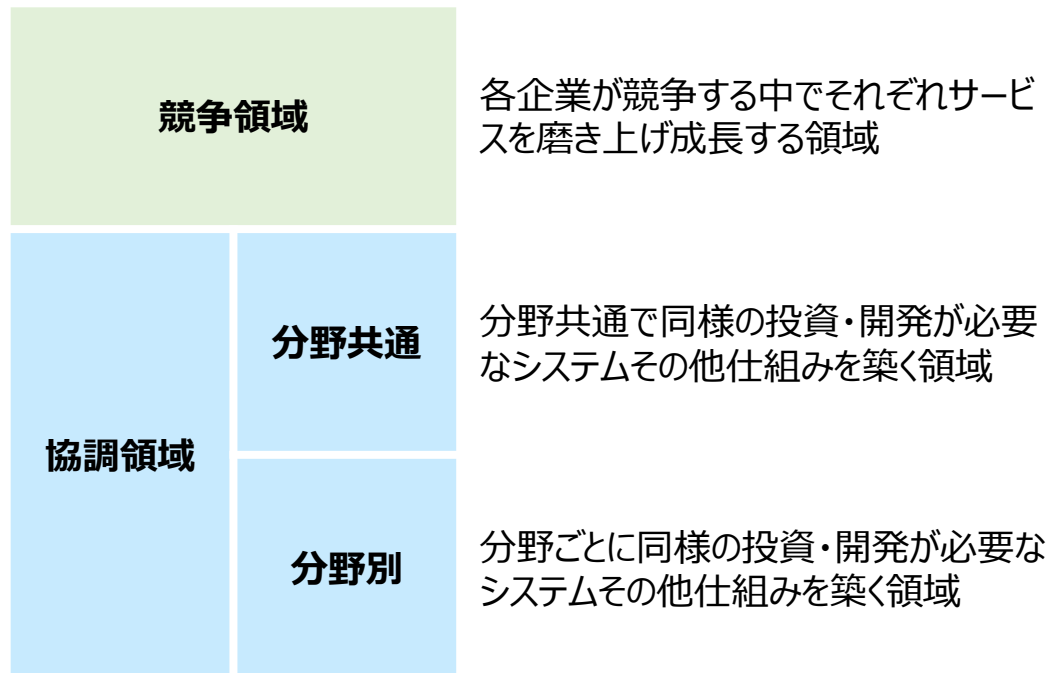 競争領域
各企業が競争する中でそれぞれサービ
スを磨き上げ成長する領域
協調領域
分野共通
分野共通で同様の投資・開発が必要
なシステムその他仕組みを築く領域
分野別
分野ごとに同様の投資・開発が必要な
システムその他仕組みを築く領域